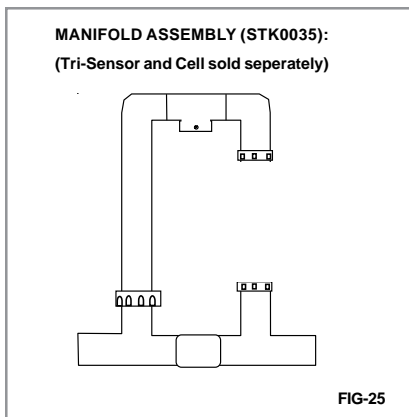 MANIFOLD ASSEMBLY (STK0035):
(Tri-Sensor and Cell sold seperately)
FIG-25